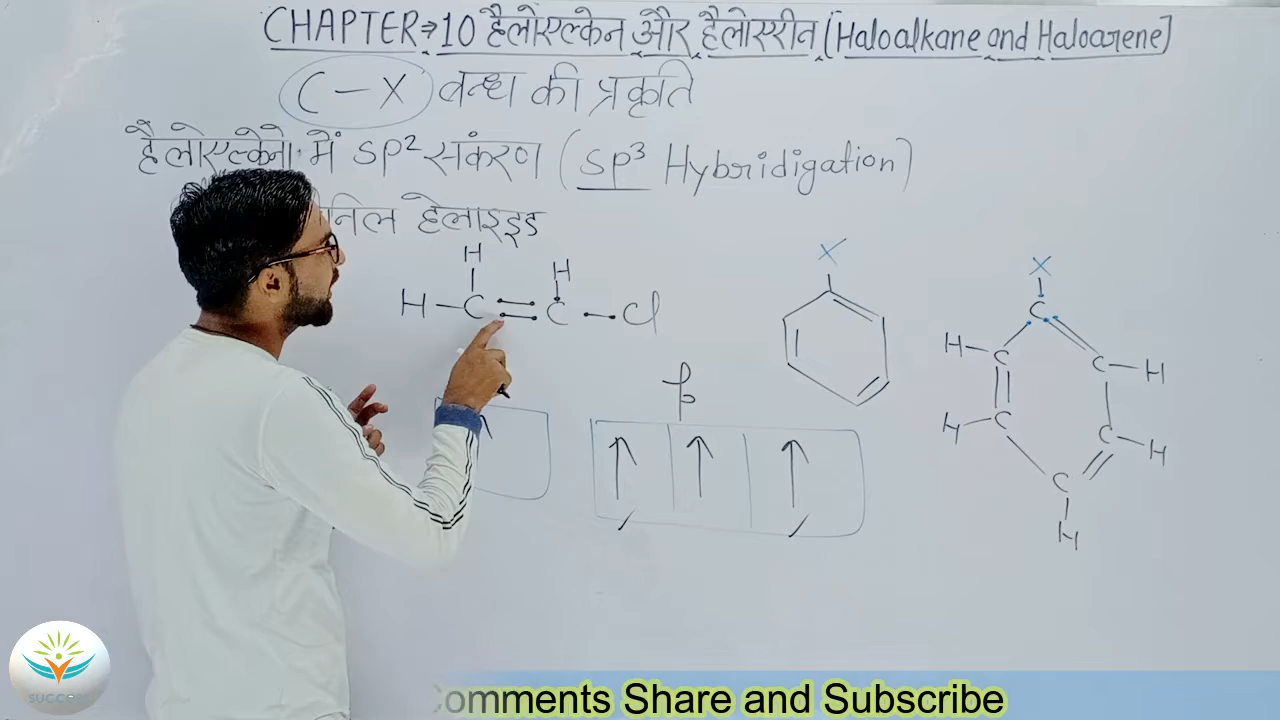 CHAPTER⇒10 हैलोएल्केन और हैलोएरीन (Haloalkane and Haloarene)
C – X बन्ध की प्रकृति
हैलोएल्केनो में SP² संकरण (SP³ Hybridigation)
निल हेलाइड
H H
H – C = C – Cl
X
X
C
H – C C – H
H – C C – H
C
H
p
↑ ↑ ↑ ↑
SUCCESS
Comments Share and Subscribe